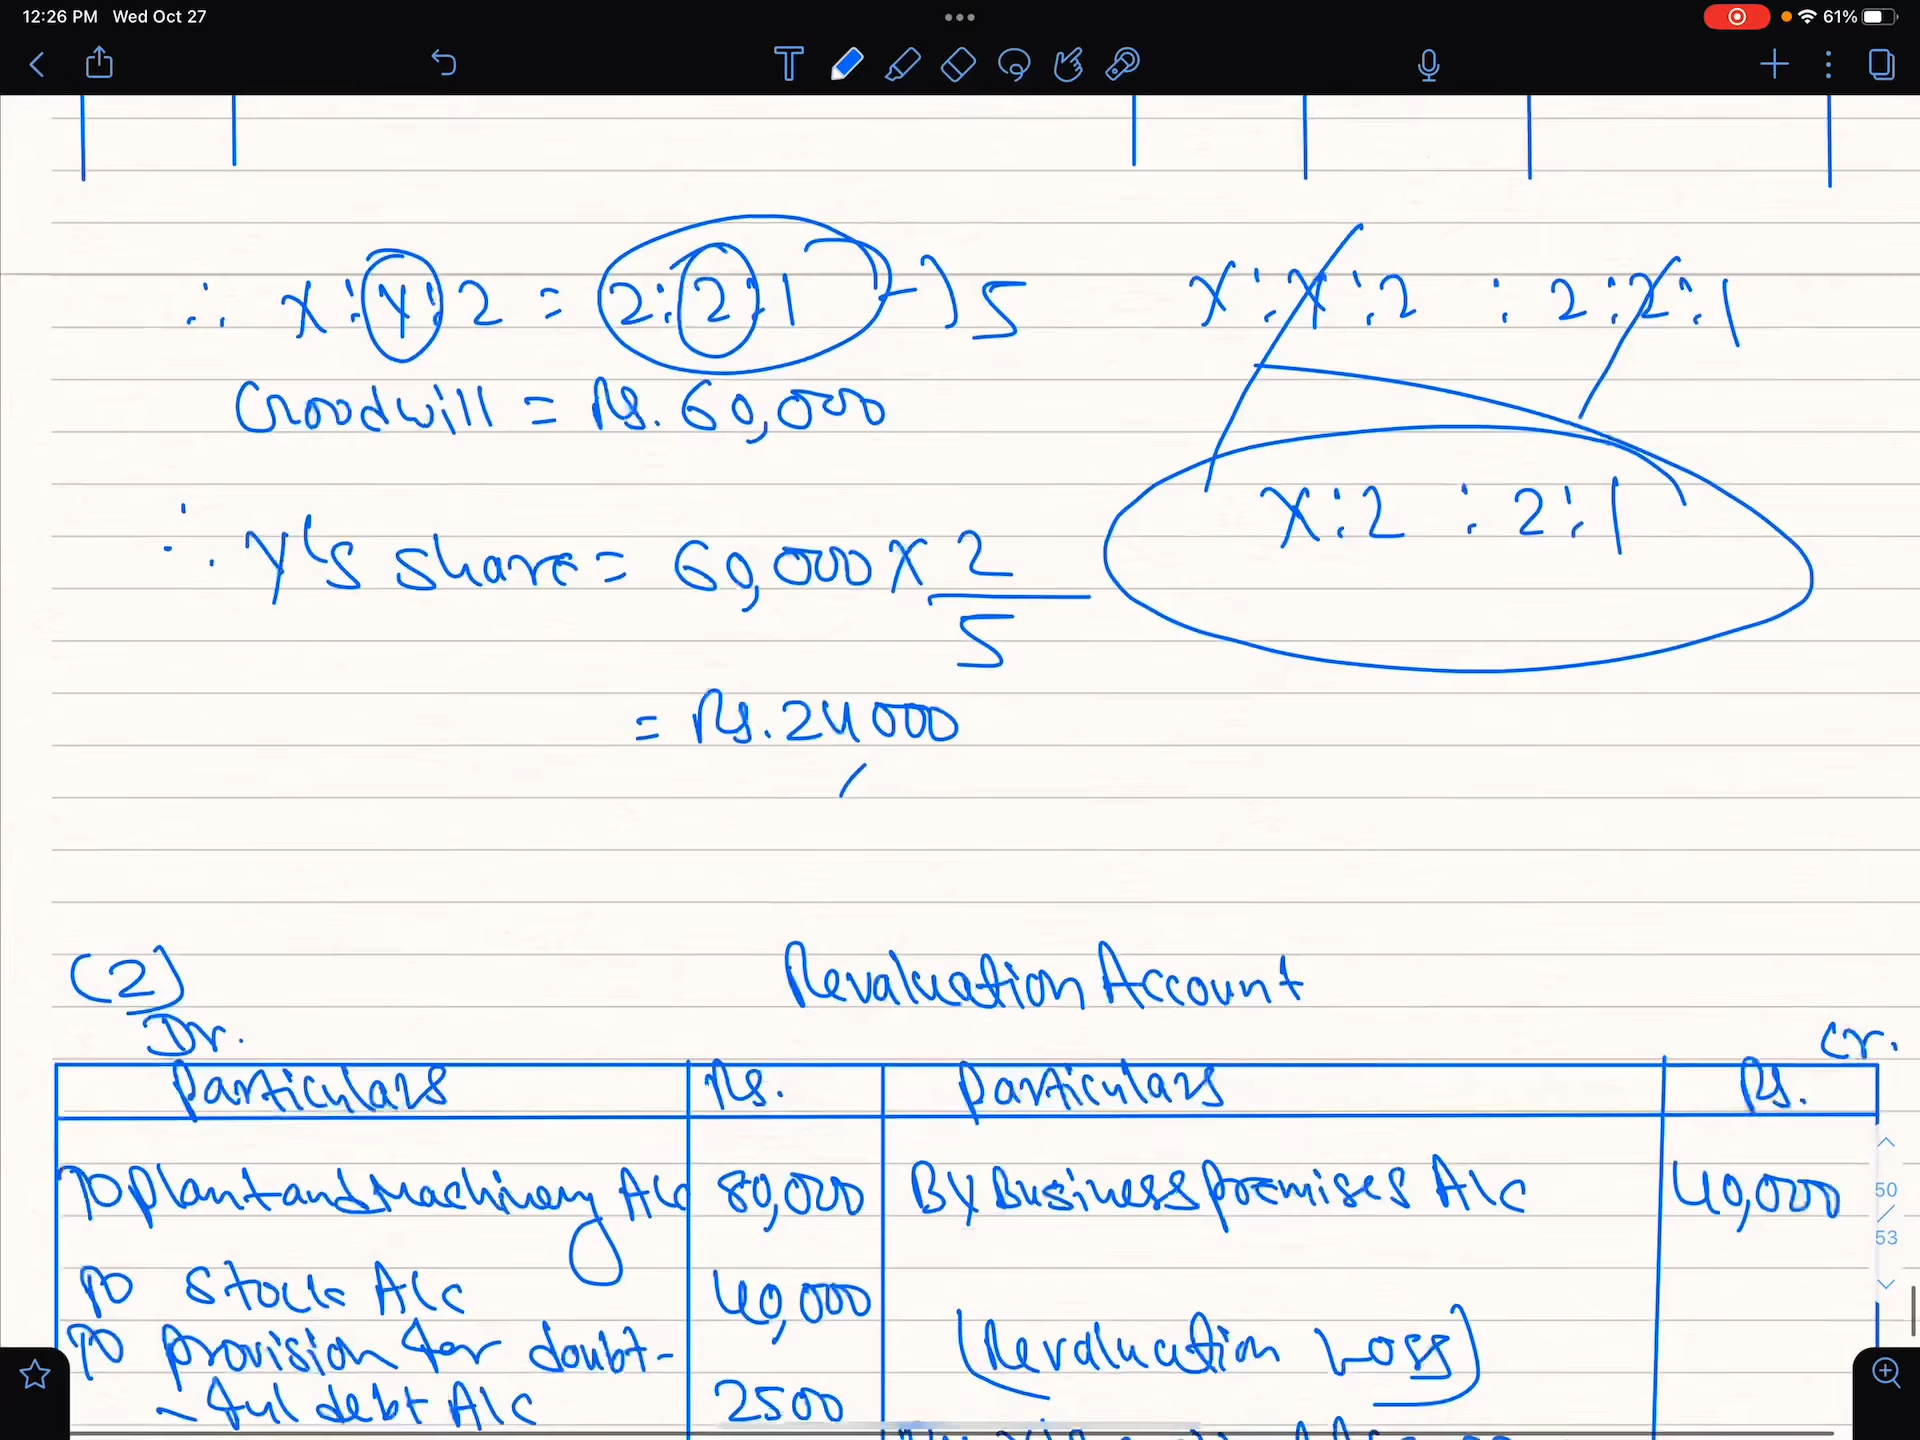 12:26 PM Wed Oct 27
61%
∴ X : Y : Z = 2 : 2 : 1 → 5
X : Y : Z : 2 : 2 : 1
Goodwill = Rs. 60,000
X : Z : 2 : 1
∴ Y's share = 60,000 X 2/5
= Rs. 24000
(2)
Revaluation Account
Dr.
Cr.
Particulars Rs. Particulars Rs.
To Plant and Machinery A/c 80,000 By Business Premises A/c 40,000
To Stock A/c 40,000
(Revaluation Loss)
To Provision for doubt-
-ful debt A/c 2500
50
/
53